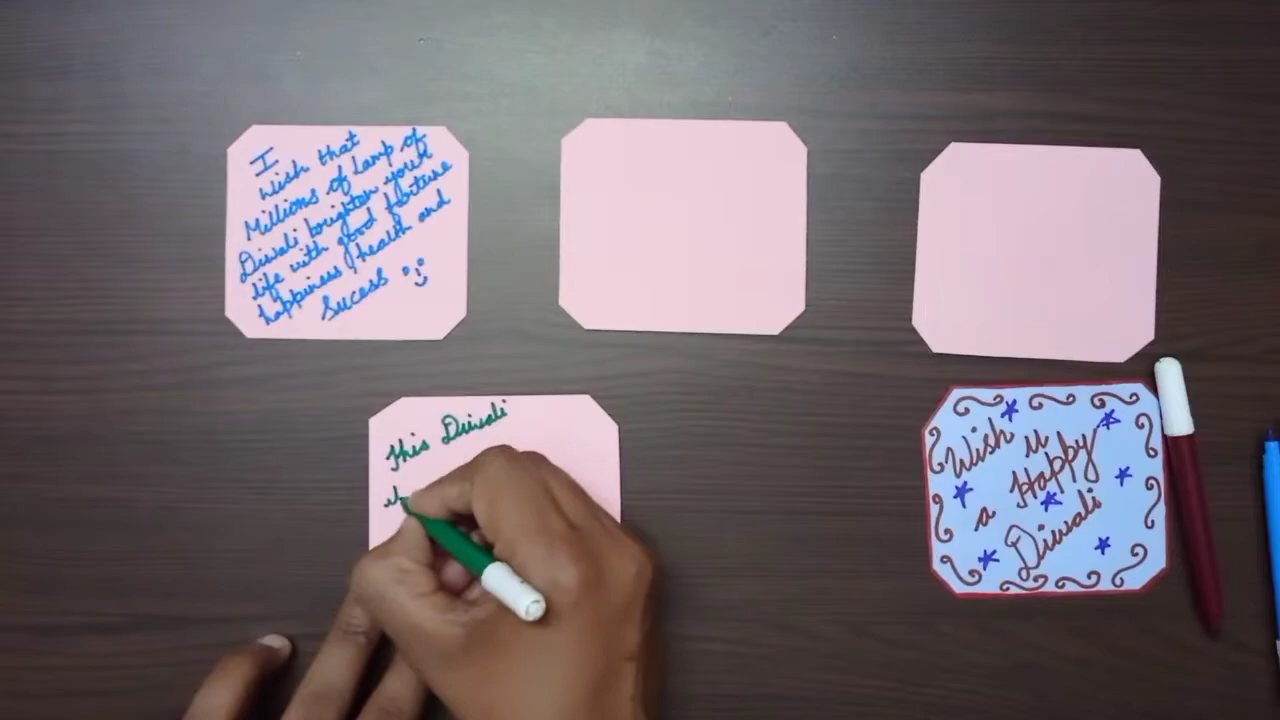 I
Wish that
Millions of Lamp of
Diwali brighten your
life with good fortune
happiness, health and
Sucess
This Diwali
Wish u
a Happy
Diwali